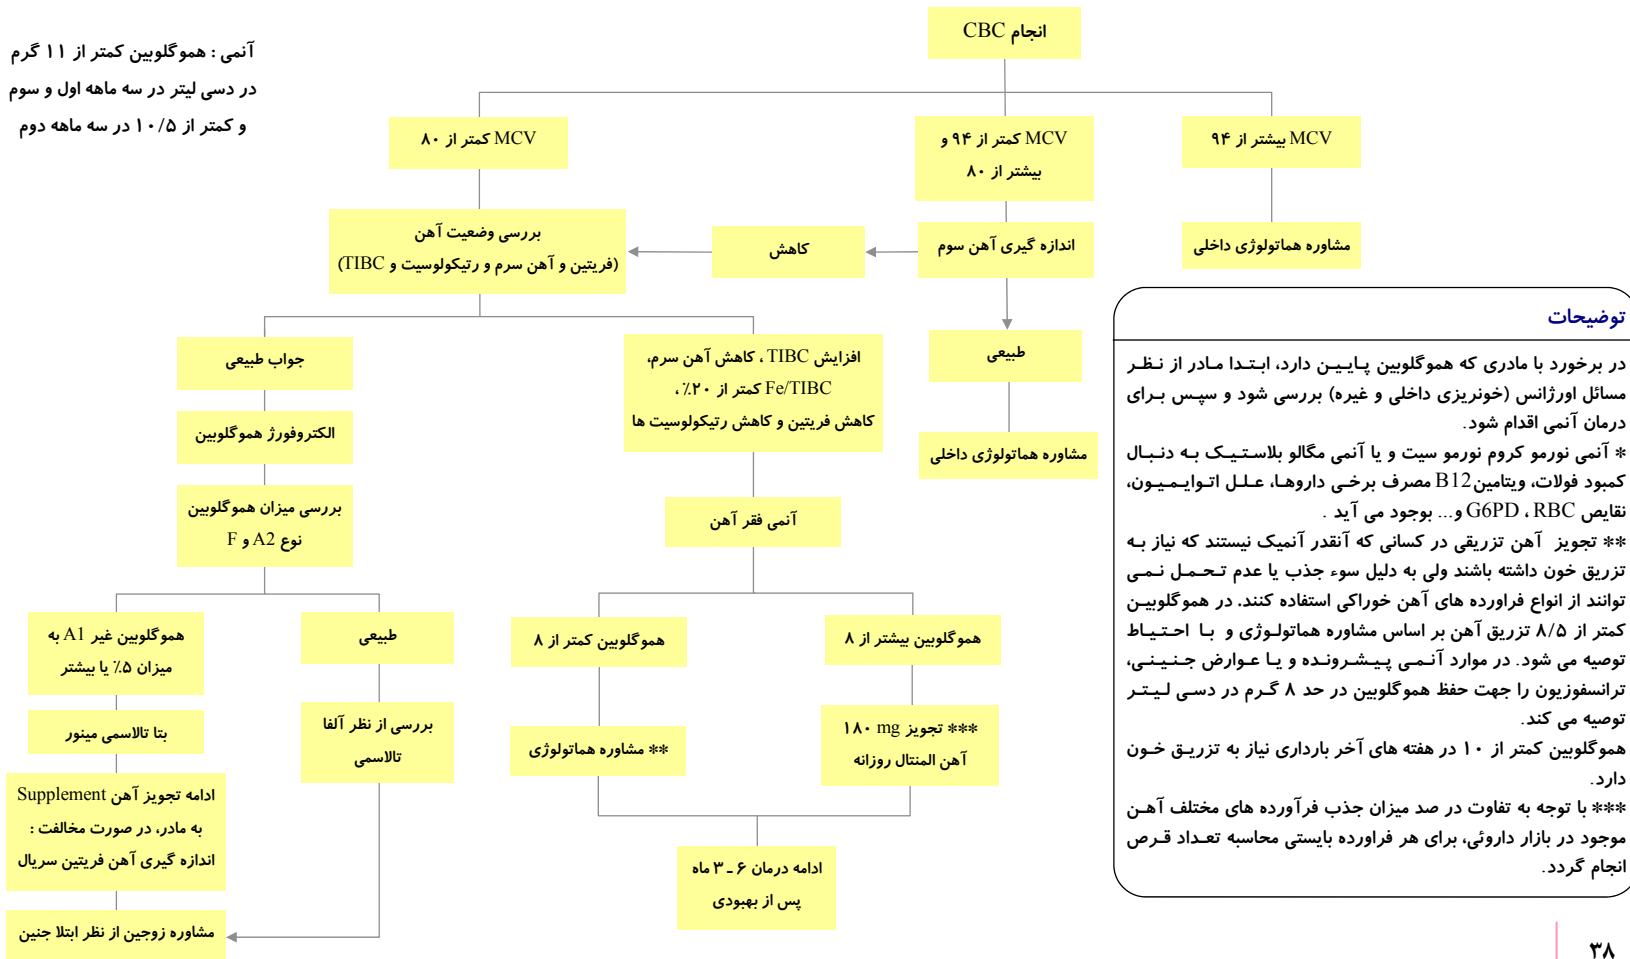 آنمی : هموگلوبین کمتر از ۱۱ گرم
در دسی لیتر در سه ماهه اول و سوم
و کمتر از ۱۰/۵ در سه ماهه دوم
انجام CBC
MCV بیشتر از ۹۴
MCV کمتر از ۹۴ و
بیشتر از ۸۰
MCV کمتر از ۸۰
مشاوره هماتولوژی داخلی
اندازه گیری آهن سوم
کاهش
بررسی وضعیت آهن
(فریتین و آهن سرم و رتیکولوسیت و TIBC)
طبیعی
مشاوره هماتولوژی داخلی
افزایش TIBC ، کاهش آهن سرم،
Fe/TIBC کمتر از ۲۰٪ ،
کاهش فریتین و کاهش رتیکولوسیت ها
جواب طبیعی
الکتروفورژ هموگلوبین
آنمی فقر آهن
بررسی میزان هموگلوبین
نوع A2 و F
هموگلوبین بیشتر از ۸
هموگلوبین کمتر از ۸
طبیعی
هموگلوبین غیر A1 به
میزان ۵٪ یا بیشتر
*** تجویز ۱۸۰ mg
آهن المنتال روزانه
** مشاوره هماتولوژی
بررسی از نظر آلفا
تالاسمی
بتا تالاسمی مینور
ادامه تجویز آهن Supplement
به مادر، در صورت مخالفت :
اندازه گیری آهن فریتین سریال
ادامه درمان ۶ ـ ۳ ماه
پس از بهبودی
مشاوره زوجین از نظر ابتلا جنین
توضیحات
در برخورد با مادری که هموگلوبین پایین دارد، ابتدا مادر از نظر
مسائل اورژانس (خونریزی داخلی و غیره) بررسی شود و سپس برای
درمان آنمی اقدام شود.
* آنمی نورمو کروم نورمو سیت و یا آنمی مگالو بلاستیک به دنبال
کمبود فولات، ویتامین B12 مصرف برخی داروها، علل اتوایمیون،
نقایص G6PD ، RBC و... بوجود می آید .
** تجویز آهن تزریقی در کسانی که آنقدر آنمیک نیستند که نیاز به
تزریق خون داشته باشند ولی به دلیل سوء جذب یا عدم تحمل نمی
توانند از انواع فراورده های آهن خوراکی استفاده کنند. در هموگلوبین
کمتر از ۸/۵ تزریق آهن بر اساس مشاوره هماتولوژی و با احتیاط
توصیه می شود. در موارد آنمی پیشرونده و یا عوارض جنینی،
ترانسفوزیون را جهت حفظ هموگلوبین در حد ۸ گرم در دسی لیتر
توصیه می کند.
هموگلوبین کمتر از ۱۰ در هفته های آخر بارداری نیاز به تزریق خون
دارد.
*** با توجه به تفاوت در صد میزان جذب فرآورده های مختلف آهن
موجود در بازار داروئی، برای هر فراورده بایستی محاسبه تعداد قرص
انجام گردد.
۳۸